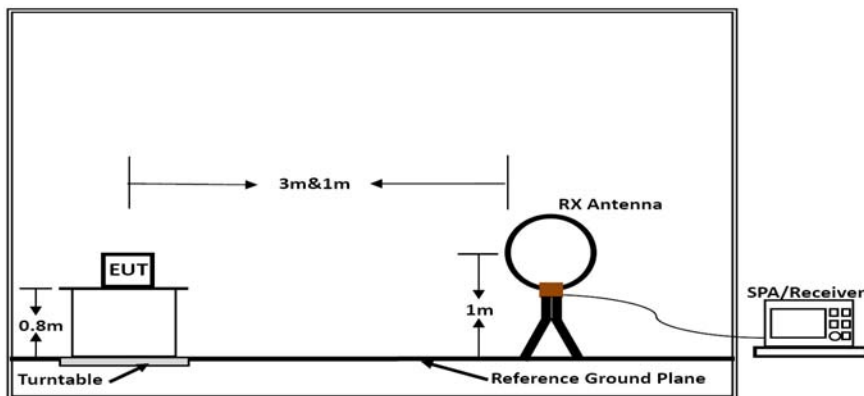 3m&1m
RX Antenna
EUT
SPA/Receiver
0.8m
1m
Turntable
Reference Ground Plane